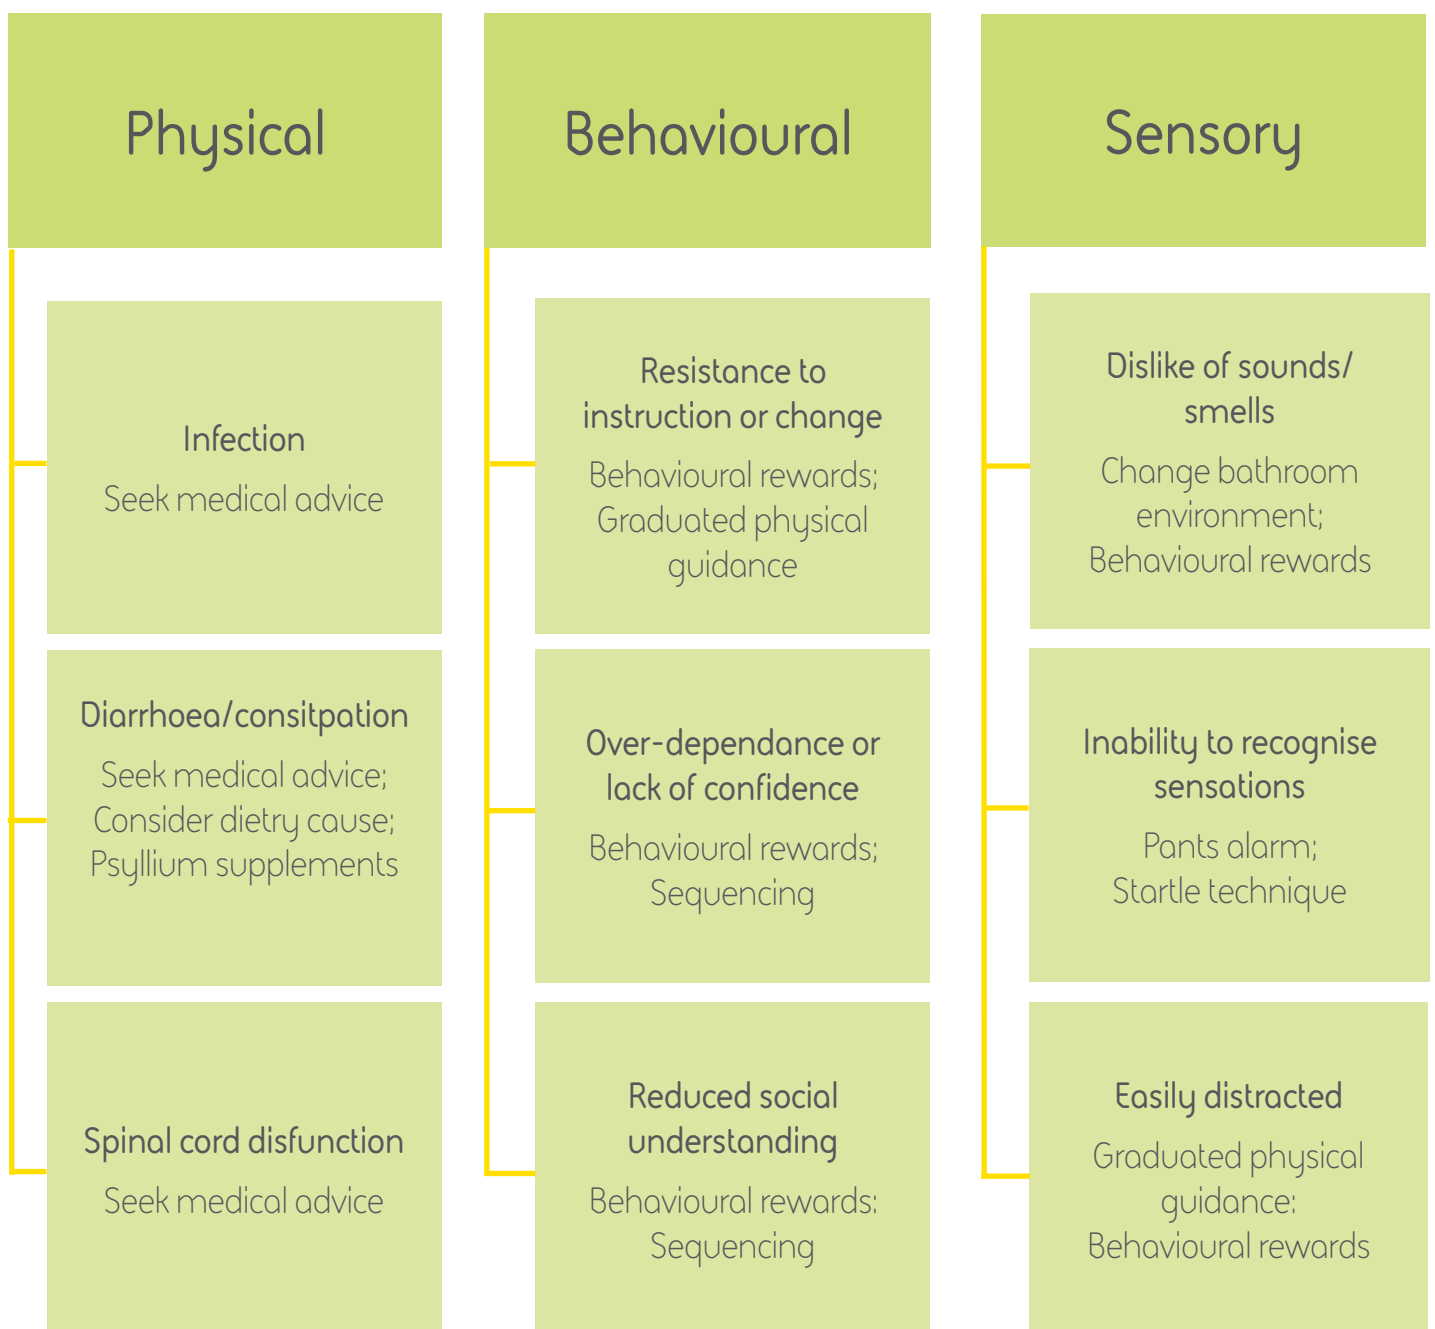 Physical
Infection
Seek medical advice
Diarrhoea/consitpation
Seek medical advice;
Consider dietry cause;
Psyllium supplements
Spinal cord disfunction
Seek medical advice
Behavioural
Resistance to
instruction or change
Behavioural rewards;
Graduated physical
guidance
Over-dependance or
lack of confidence
Behavioural rewards;
Sequencing
Reduced social
understanding
Behavioural rewards:
Sequencing
Sensory
Dislike of sounds/
smells
Change bathroom
environment;
Behavioural rewards
Inability to recognise
sensations
Pants alarm;
Startle technique
Easily distracted
Graduated physical
guidance:
Behavioural rewards